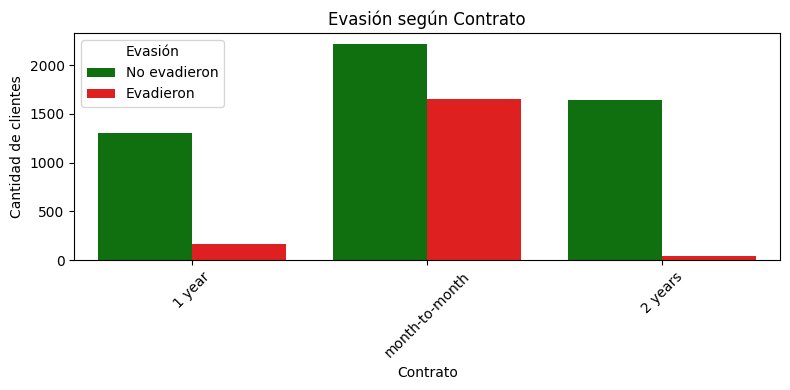 Evasión según Contrato
Evasión
No evadieron
Evadieron
Cantidad de clientes
2000
1500
1000
500
0
1 year
month-to-month
2 years
Contrato